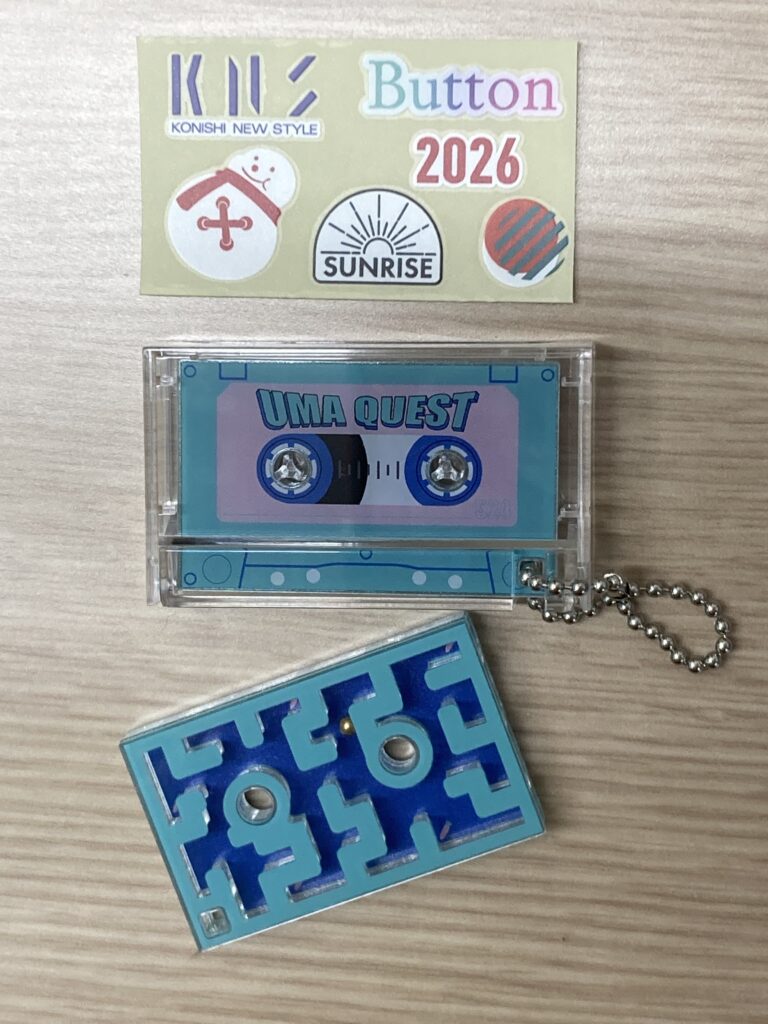 KNS
KONISHI NEW STYLE
Button
2026
SUNRISE
UMA QUEST